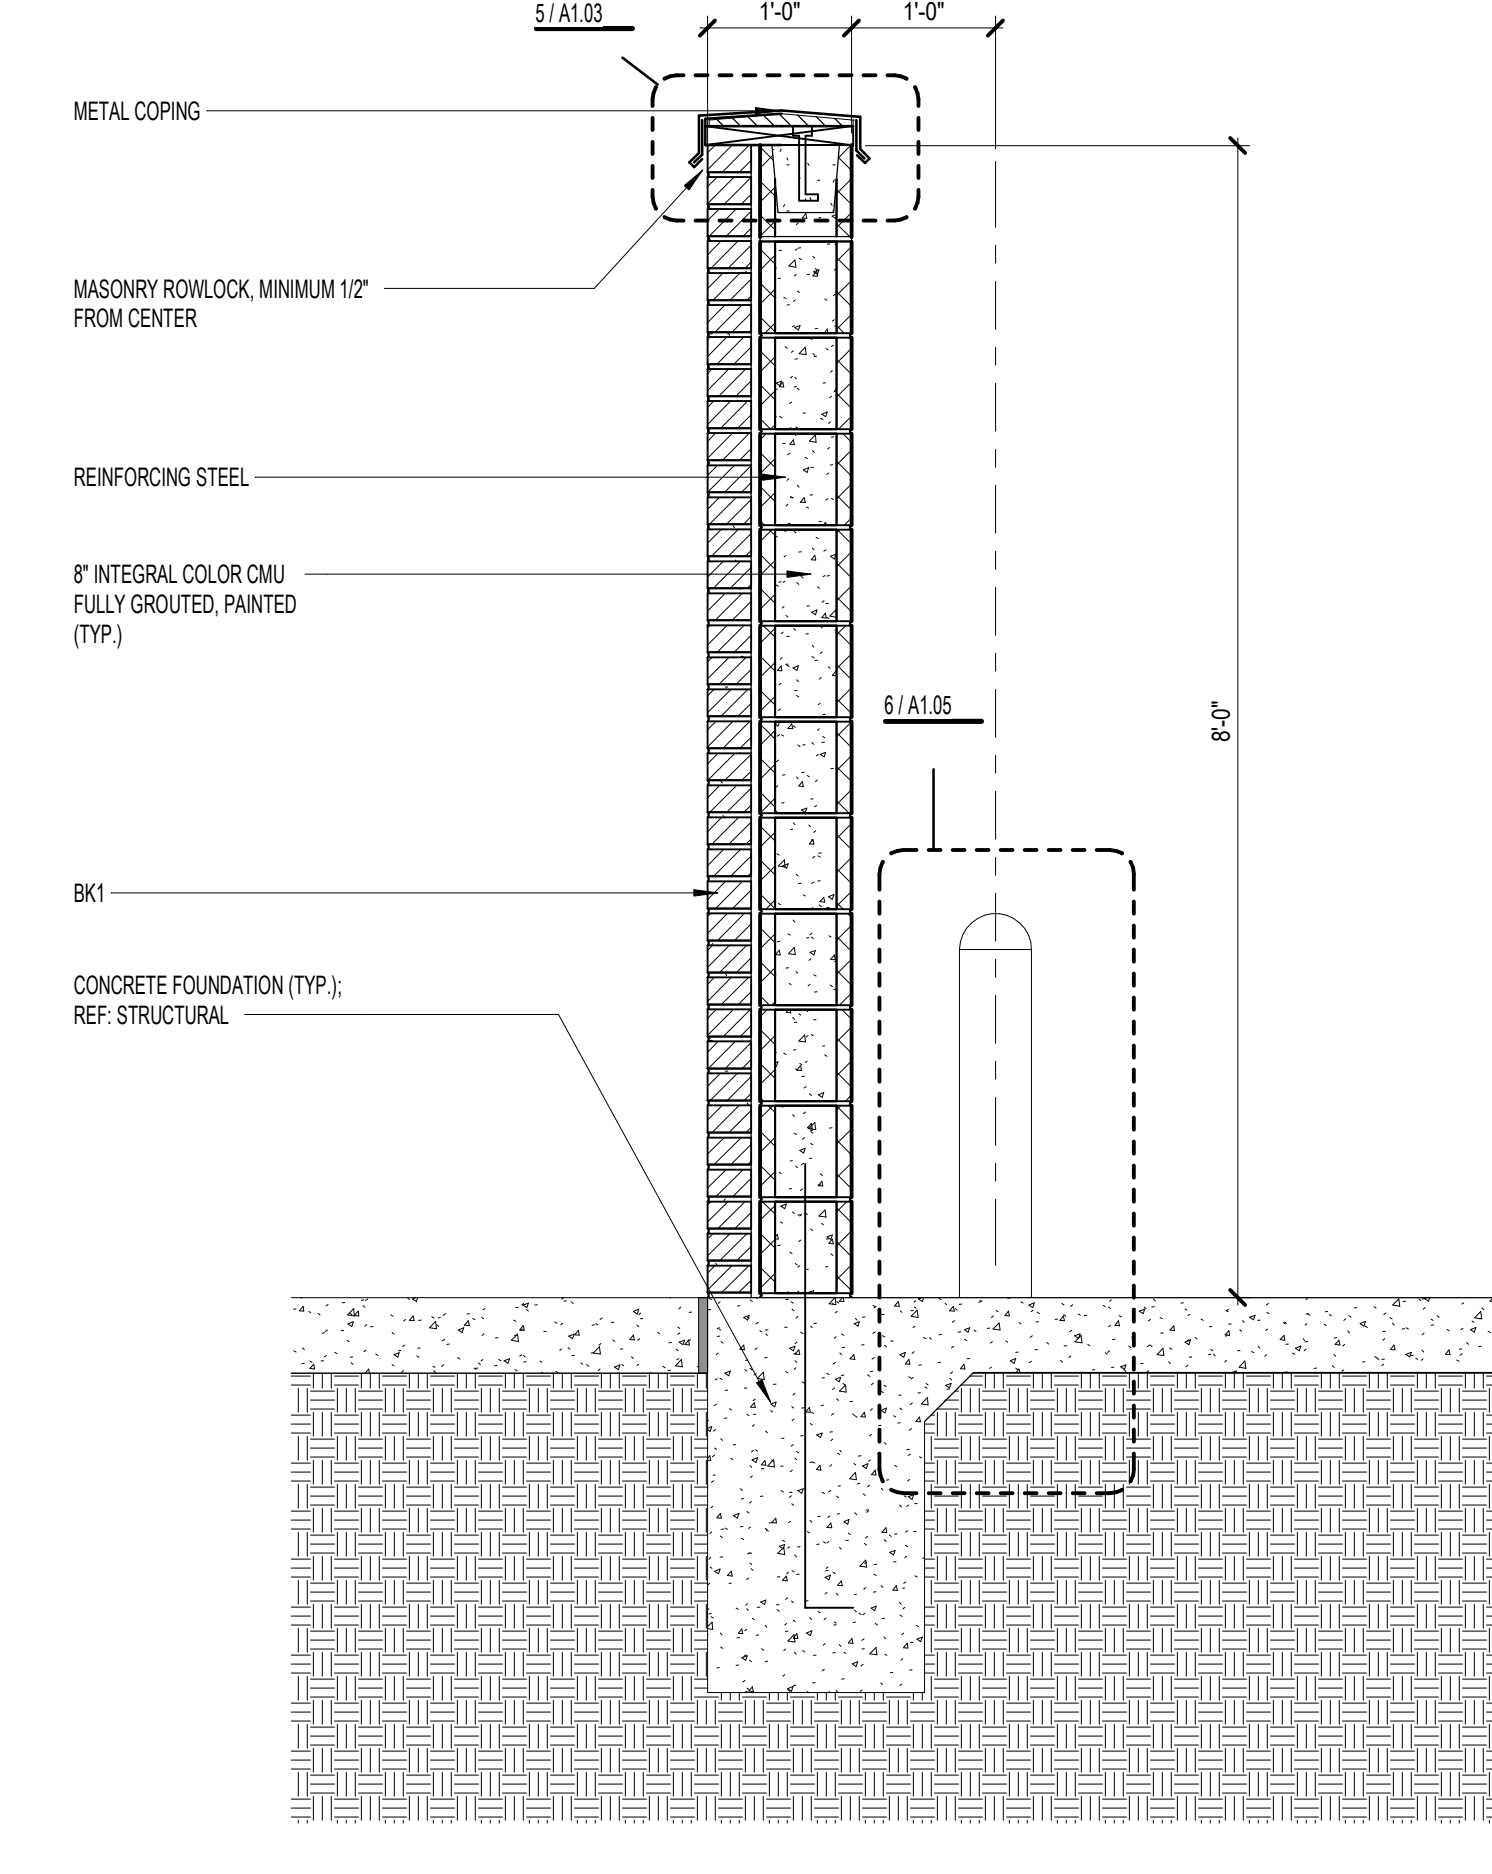 5 / A1.03
1'-0"
1'-0"
METAL COPING
MASONRY ROWLOCK, MINIMUM 1/2"
FROM CENTER
REINFORCING STEEL
8" INTEGRAL COLOR CMU
FULLY GROUTED, PAINTED
(TYP.)
6 / A1.05
8'-0"
BK1
CONCRETE FOUNDATION (TYP.);
REF: STRUCTURAL